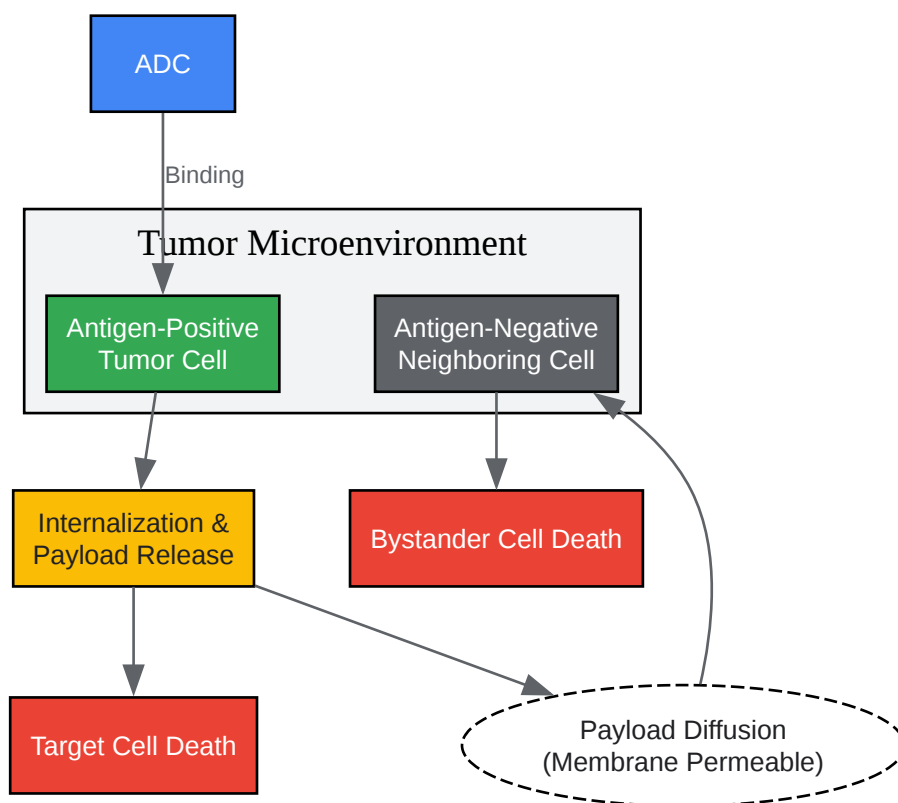 ADC
Binding
Tumor Microenvironment
Antigen-Positive
Tumor Cell
Antigen-Negative
Neighboring Cell
Internalization &
Payload Release
Bystander Cell Death
Target Cell Death
Payload Diffusion
(Membrane Permeable)